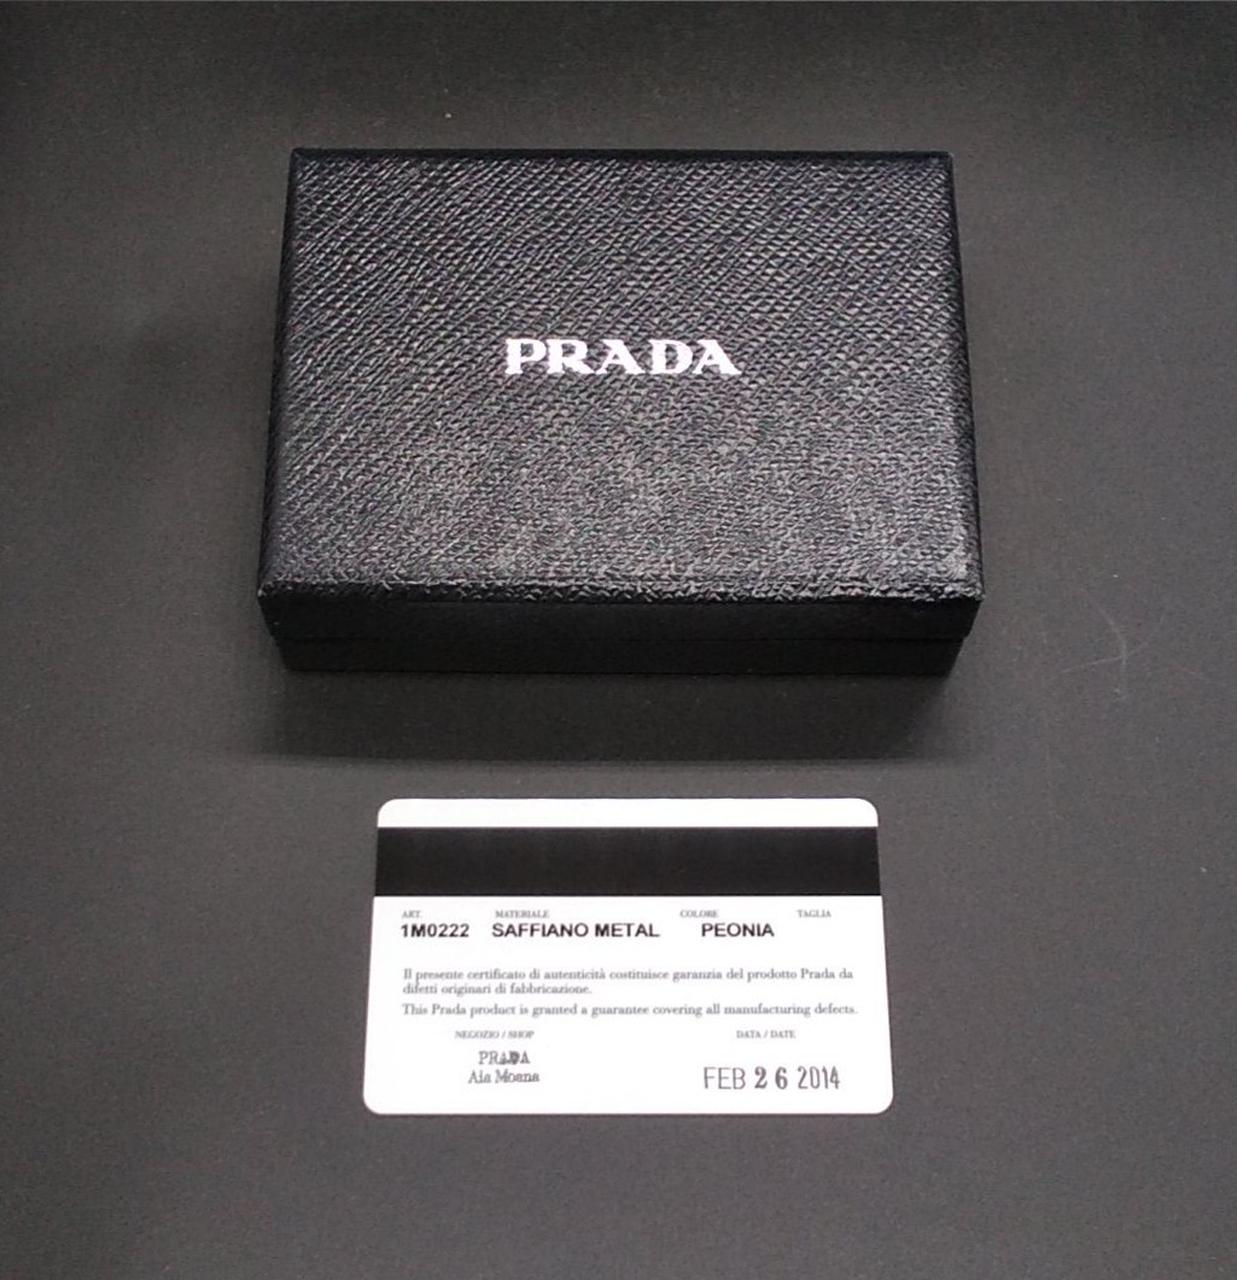 PRADA
ART. MATERIALE COLORE TAGLIA
1M0222 SAFFIANO METAL PEONIA
Il presente certificato di autenticità costituisce garanzia del prodotto Prada da
difetti originari di fabbricazione.
This Prada product is granted a guarantee covering all manufacturing defects.
NEGOZIO / SHOP DATA / DATE
PRADA
Ala Moana FEB 26 2014